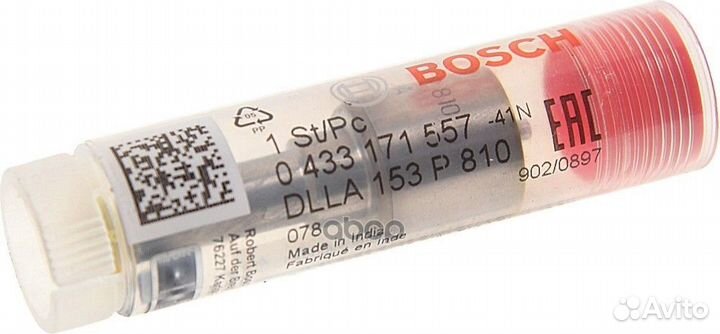 BOSCH
1 St/Pc
0 433 171 557 -41N
DLLA 153 P 810
EAC
902/0897
078
Made in India
Fabriqué en Inde
Robert
Auf der
76227
05
PP
Avito